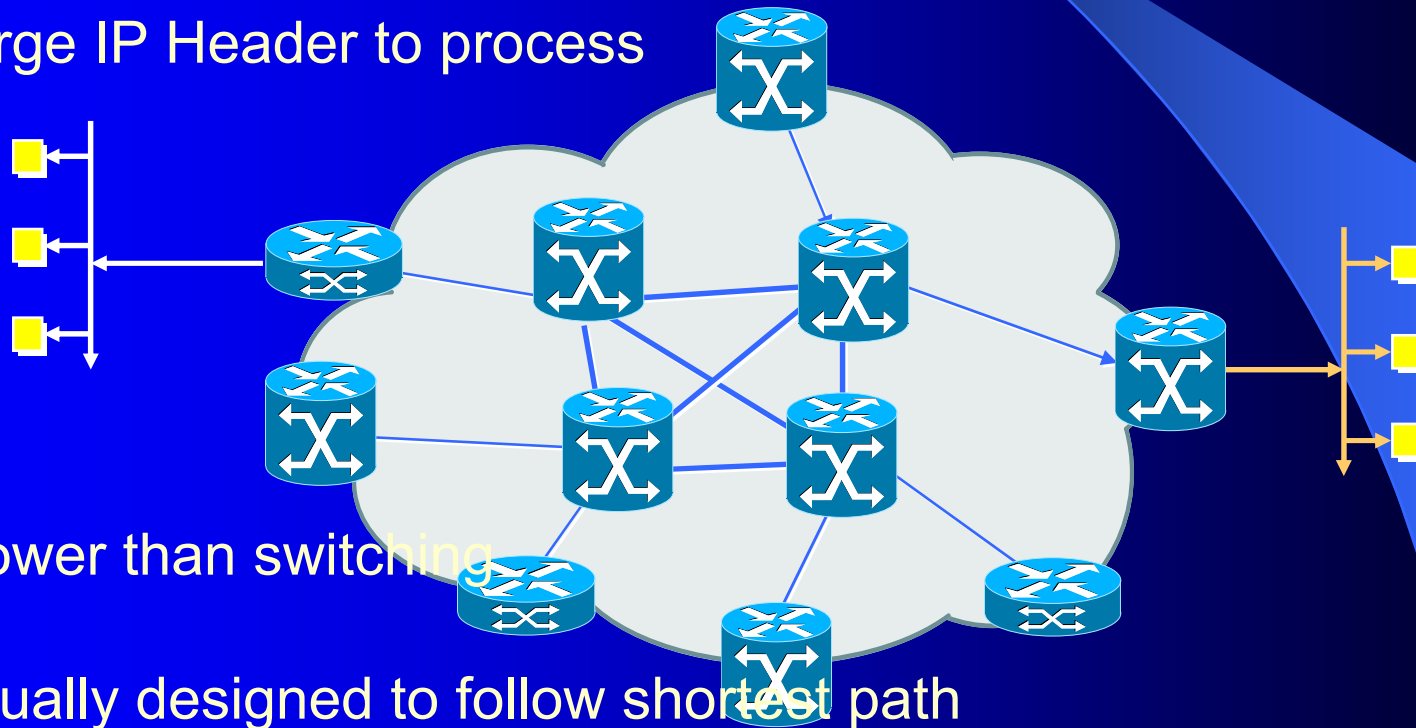 rge IP Header to process
ower than switching
ually designed to follow shortest path